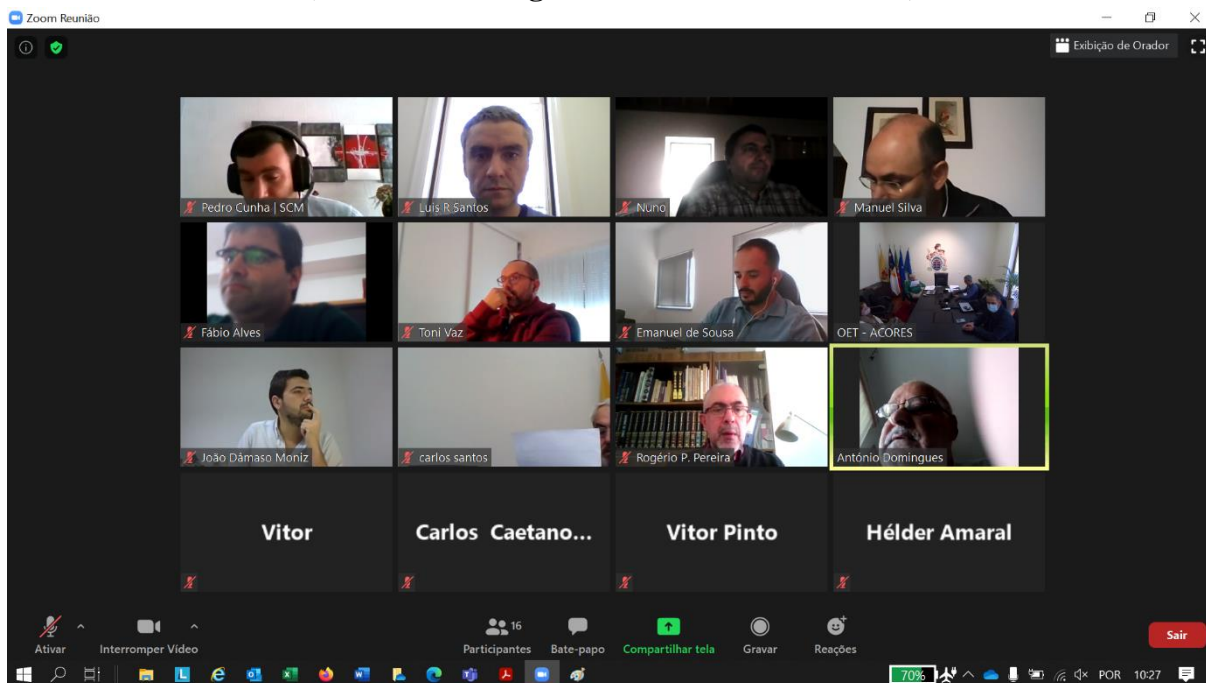 Zoom Reunião
Exibição de Orador
Pedro Cunha | SCM
Luis R Santos
Nuno
Manuel Silva
Fábio Alves
Toni Vaz
Emanuel de Sousa
OET - ACORES
João Dâmaso Moniz
carlos santos
Rogério P. Pereira
António Domingues
Vitor
Carlos Caetano...
Vitor Pinto
Hélder Amaral
Ativar
Interromper Vídeo
Participantes 16
Bate-papo
Compartilhar tela
Gravar
Reações
Sair
70%
POR
10:27